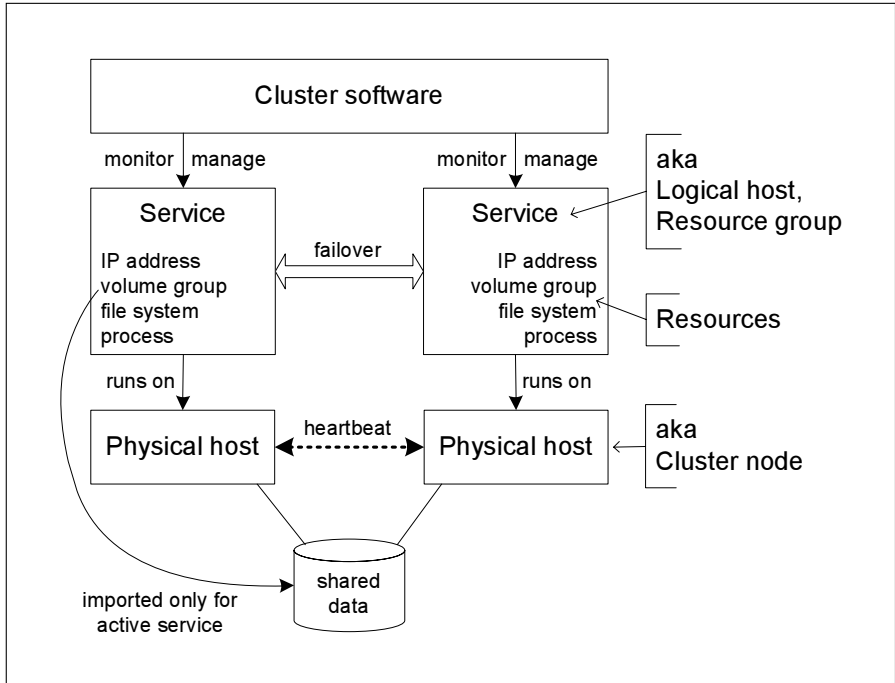 Cluster software
monitor manage
monitor manage
aka
Logical host,
Resource group
Service
IP address
volume group
file system
process
failover
Service
IP address
volume group
file system
process
Resources
runs on
runs on
Physical host
heartbeat
Physical host
aka
Cluster node
shared
data
imported only for
active service